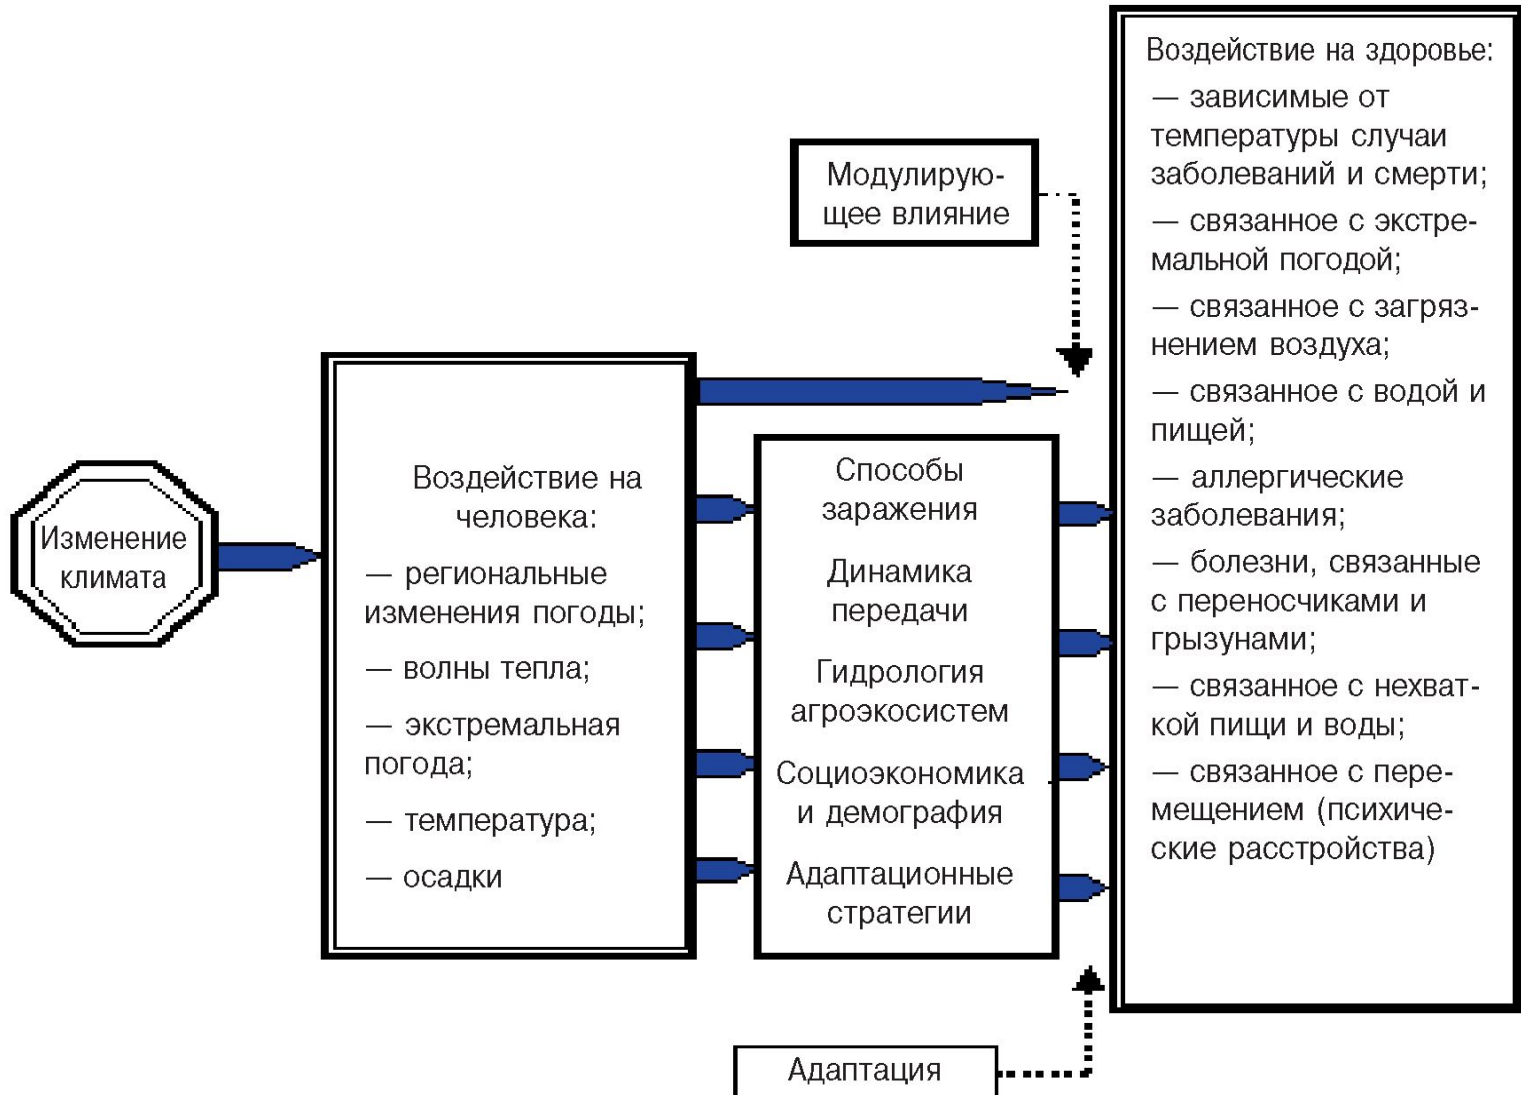 Изменение
климата
Воздействие на
человека:
— региональные
изменения погоды;
— волны тепла;
— экстремальная
погода;
— температура;
— осадки
Модулирую-
щее влияние
Способы
заражения
Динамика
передачи
Гидрология
агроэкосистем
Социоэкономика
и демография
Адаптационные
стратегии
Адаптация
Воздействие на здоровье:
— зависимые от
температуры случаи
заболеваний и смерти;
— связанное с экстре-
мальной погодой;
— связанное с загряз-
нением воздуха;
— связанное с водой и
пищей;
— аллергические
заболевания;
— болезни, связанные
с переносчиками и
грызунами;
— связанное с нехват-
кой пищи и воды;
— связанное с пере-
мещением (психиче-
ские расстройства)